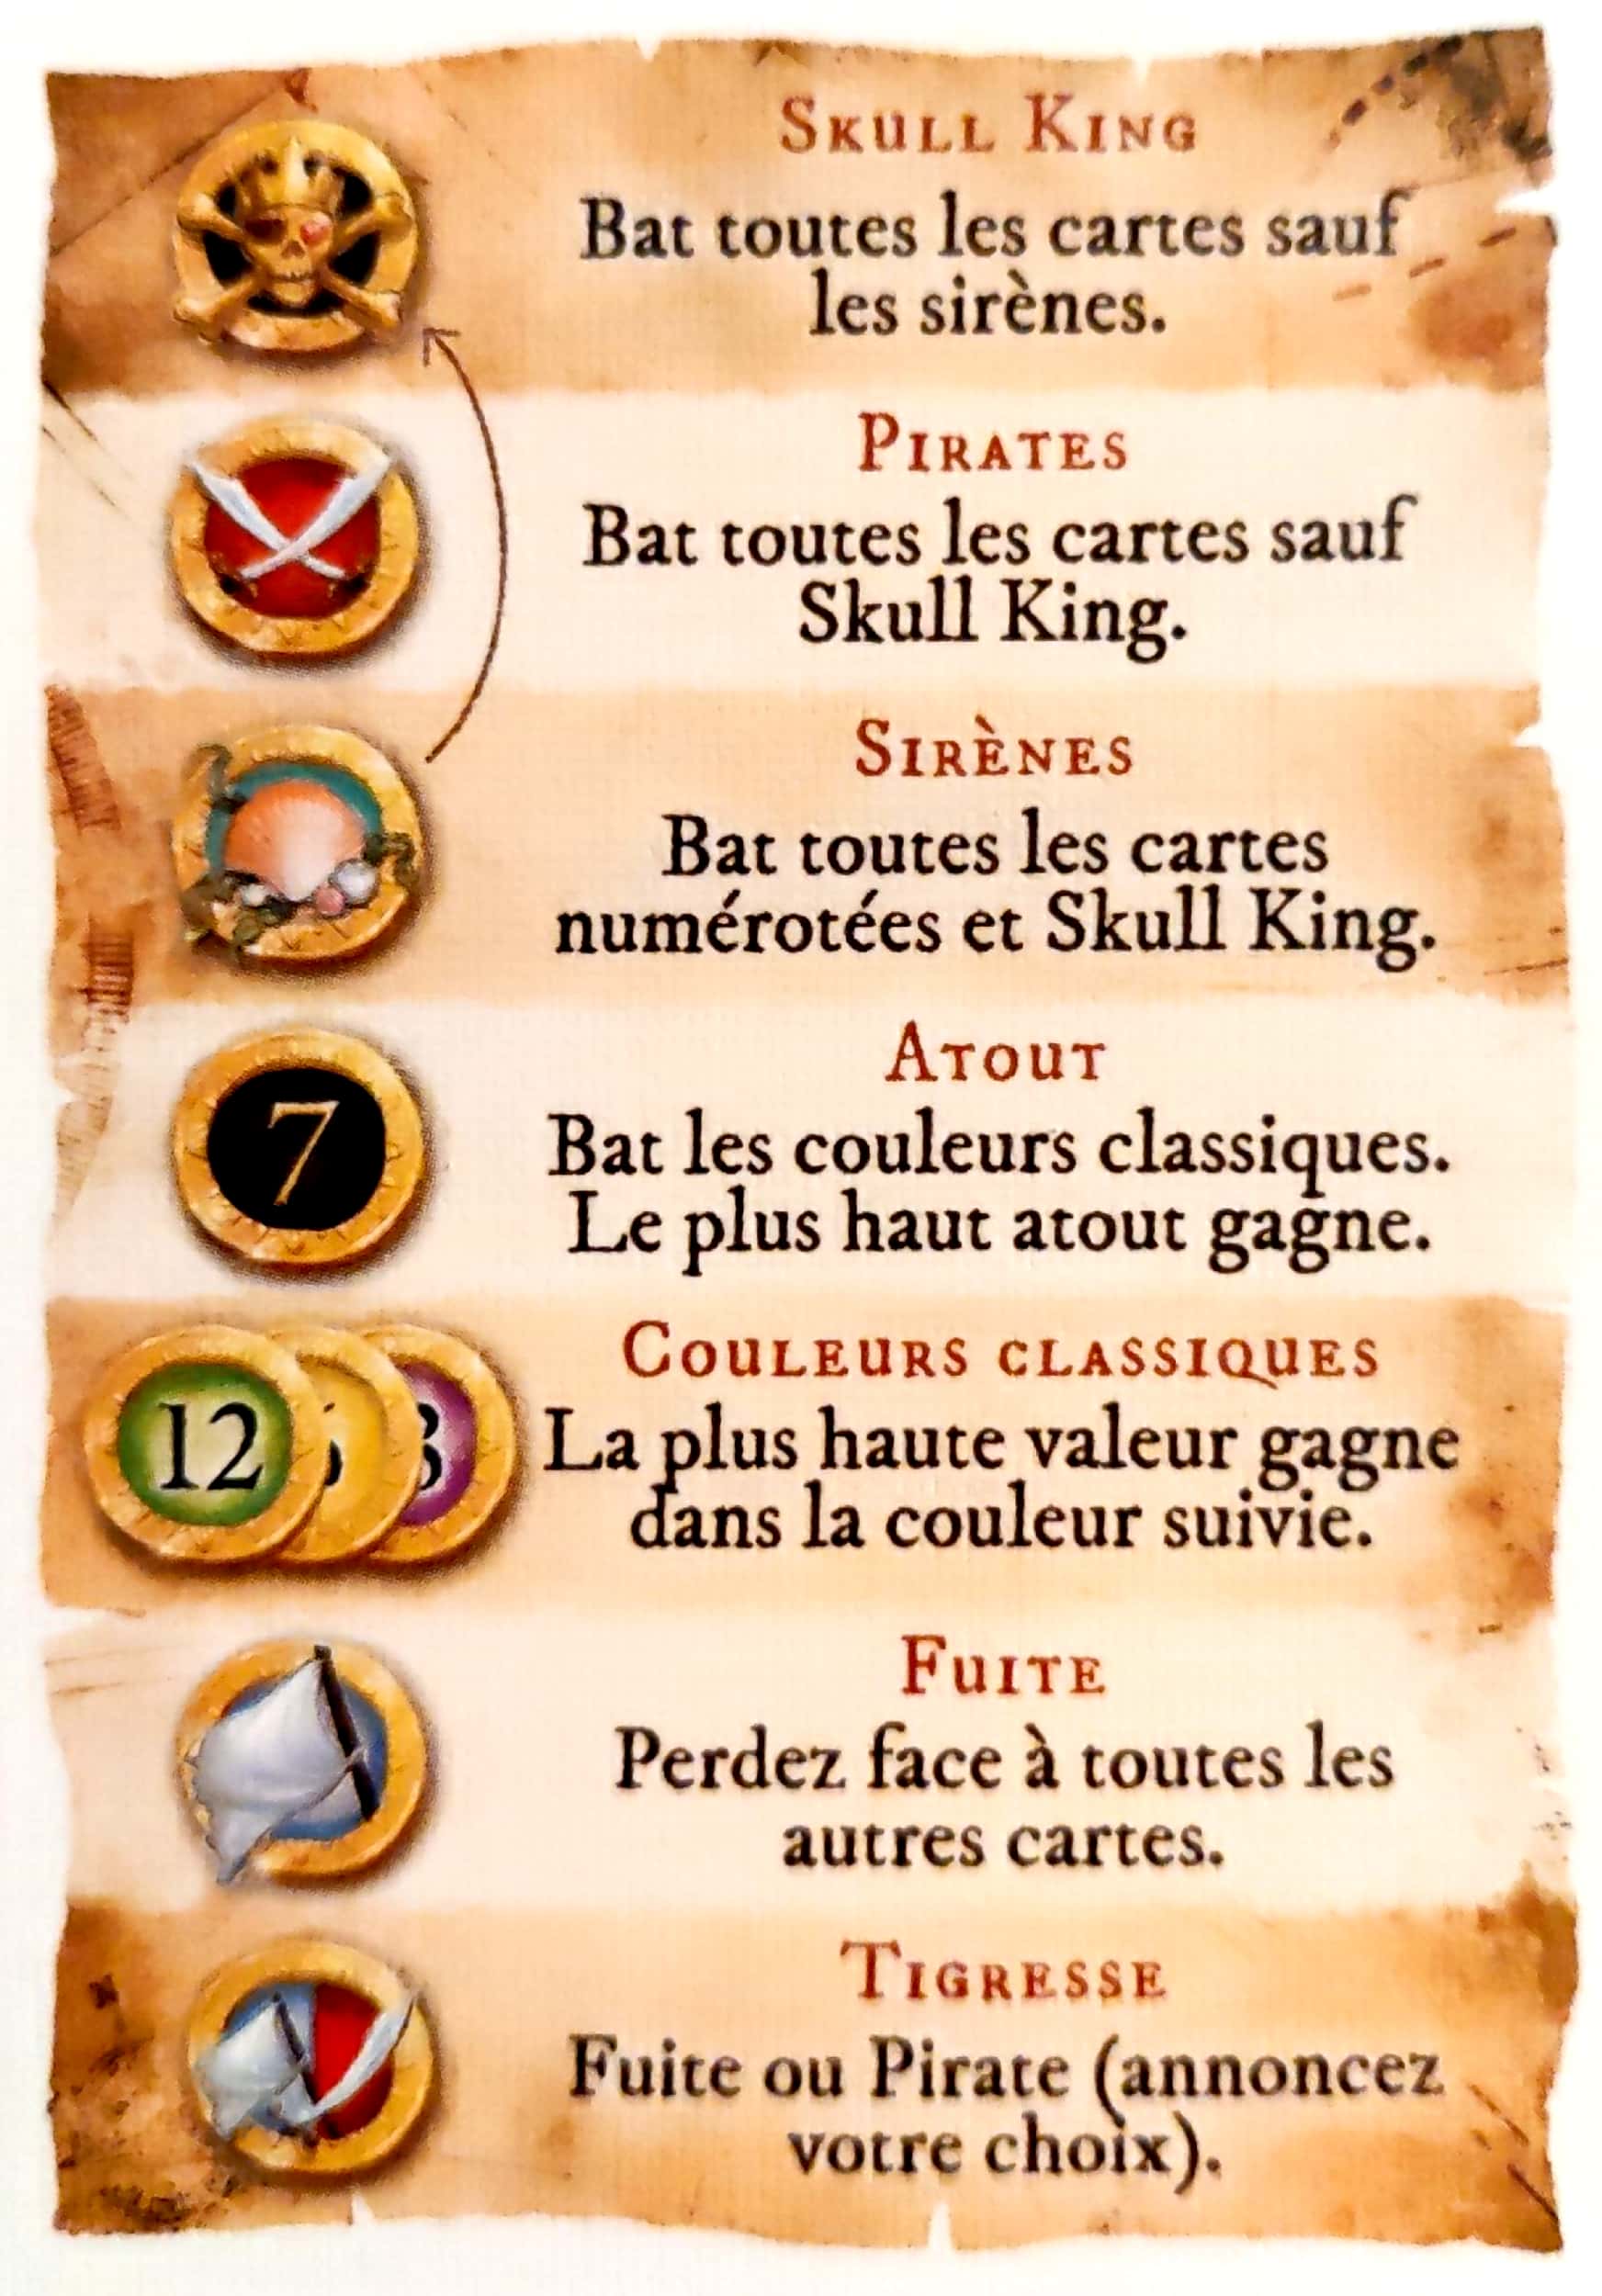 Skull King
Bat toutes les cartes sauf
les sirènes.
Pirates
Bat toutes les cartes sauf
Skull King.
Sirènes
Bat toutes les cartes
numérotées et Skull King.
7
Atout
Bat les couleurs classiques.
Le plus haut atout gagne.
12
Couleurs classiques
La plus haute valeur gagne
dans la couleur suivie.
Fuite
Perdez face à toutes les
autres cartes.
Tigresse
Fuite ou Pirate (annoncez
votre choix).